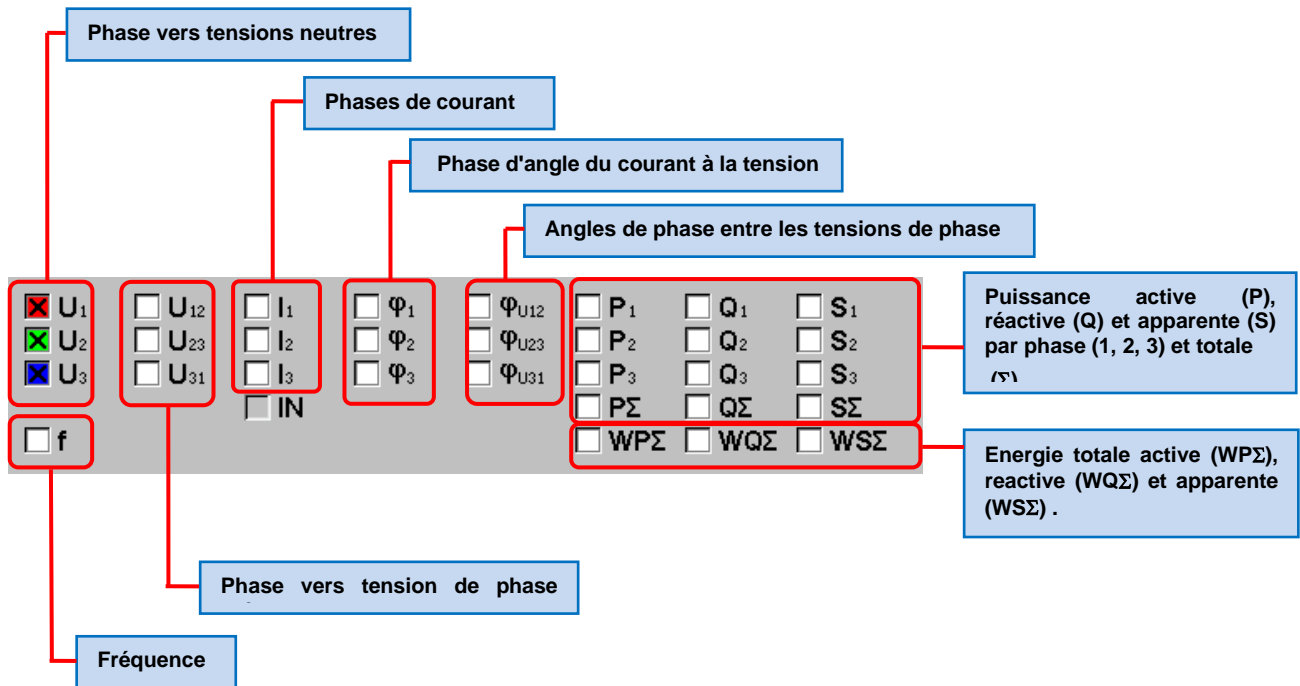 Phase vers tensions neutres
Phases de courant
Phase d'angle du courant à la tension
Angles de phase entre les tensions de phase
U1 U12 I1 φ1 φU12 P1 Q1 S1
U2 U23 I2 φ2 φU23 P2 Q2 S2
U3 U31 I3 φ3 φU31 P3 Q3 S3
IN PΣ QΣ SΣ
f WPΣ WQΣ WSΣ
Puissance active (P),
réactive (Q) et apparente (S)
par phase (1, 2, 3) et totale
(Σ)
Energie totale active (WPΣ),
reactive (WQΣ) et apparente
(WSΣ) .
Phase vers tension de phase
Fréquence